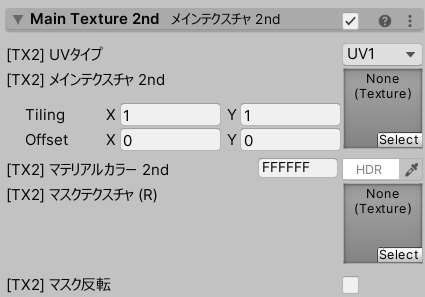 Main Texture 2nd メインテクスチャ 2nd
[TX2] UVタイプ UV1
[TX2] メインテクスチャ 2nd
None
(Texture)
Tiling X 1 Y 1
Offset X 0 Y 0
Select
[TX2] マテリアルカラー 2nd FFFFFF HDR
[TX2] マスクテクスチャ (R)
None
(Texture)
Select
[TX2] マスク反転